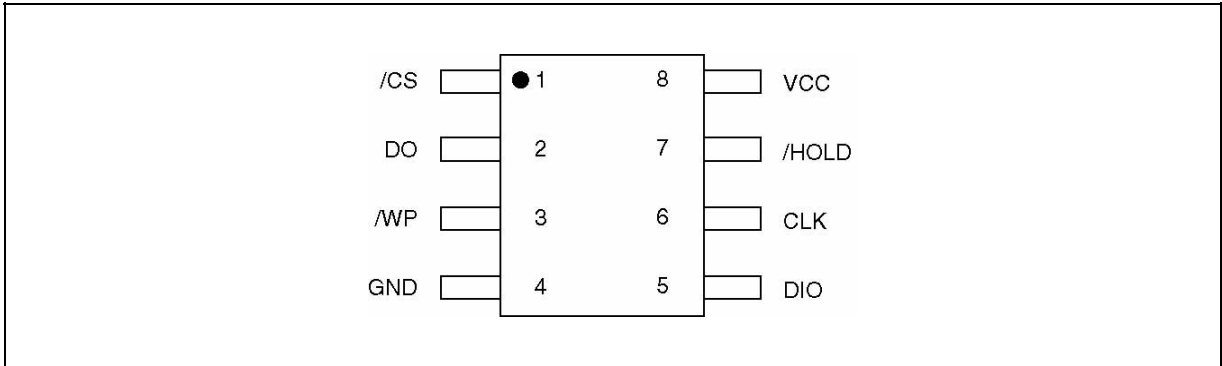 /CS 1 8 VCC
DO 2 7 /HOLD
/WP 3 6 CLK
GND 4 5 DIO